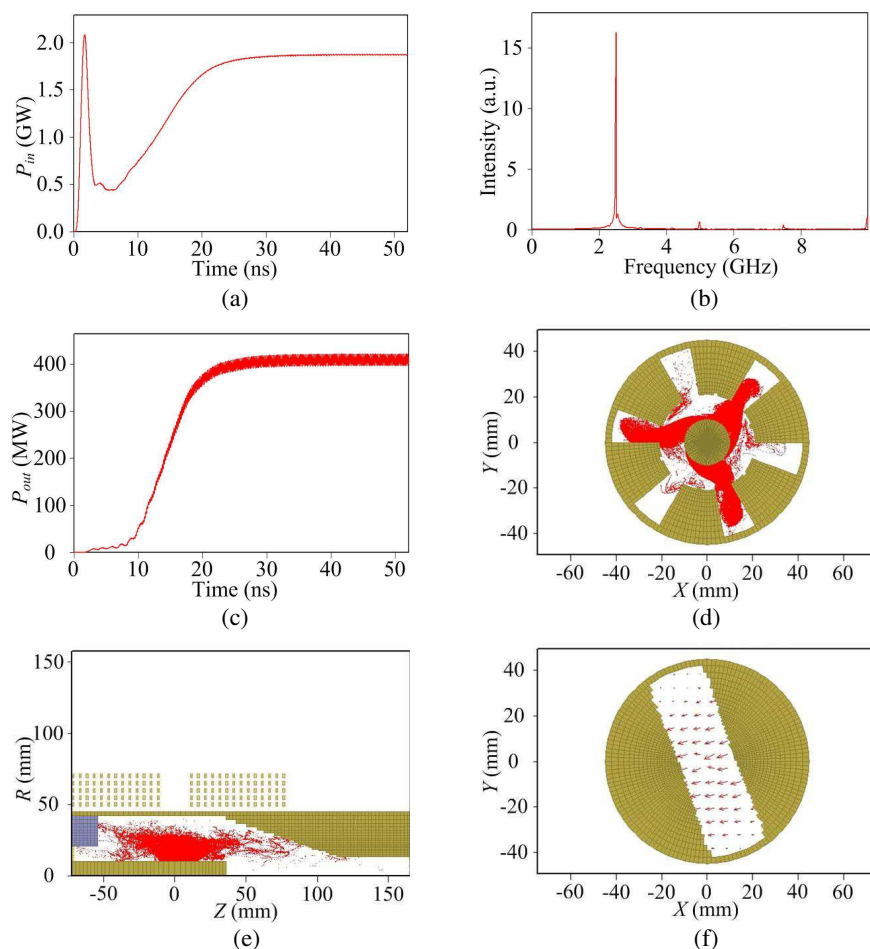 2.0
1.5
1.0
0.5
0.0
P_in (GW)
0 10 20 30 40 50
Time (ns)
(a)
15
10
5
0
Intensity (a.u.)
0 2 4 6 8
Frequency (GHz)
(b)
400
300
200
100
0
P_out (MW)
0 10 20 30 40 50
Time (ns)
(c)
40
20
0
-20
-40
Y (mm)
-60 -40 -20 0 20 40 60
X (mm)
(d)
150
100
50
0
R (mm)
-50 0 50 100 150
Z (mm)
(e)
40
20
0
-20
-40
Y (mm)
-60 -40 -20 0 20 40 60
X (mm)
(f)